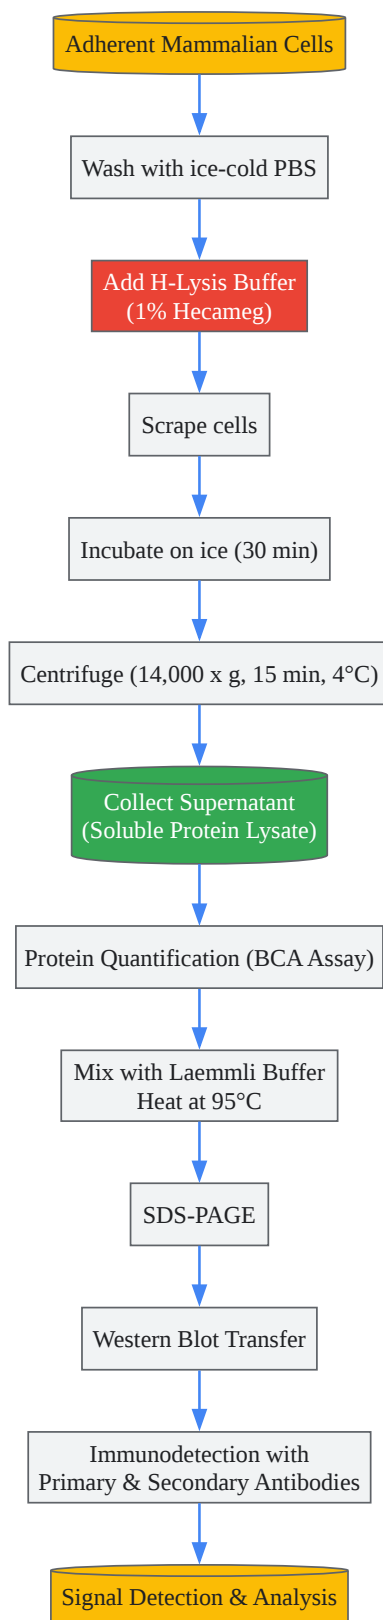 Adherent Mammalian Cells
Wash with ice-cold PBS
Add H-Lysis Buffer
(1% Hecameg)
Scrape cells
Incubate on ice (30 min)
Centrifuge (14,000 x g, 15 min, 4°C)
Collect Supernatant
(Soluble Protein Lysate)
Protein Quantification (BCA Assay)
Mix with Laemmli Buffer
Heat at 95°C
SDS-PAGE
Western Blot Transfer
Immunodetection with
Primary & Secondary Antibodies
Signal Detection & Analysis